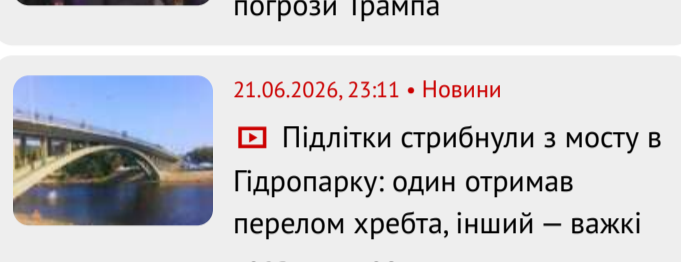 погрози Трампа
21.06.2026, 23:11 • Новини
Підлітки стрибнули з мосту в
Гідропарку: один отримав
перелом хребта, інший — важкі